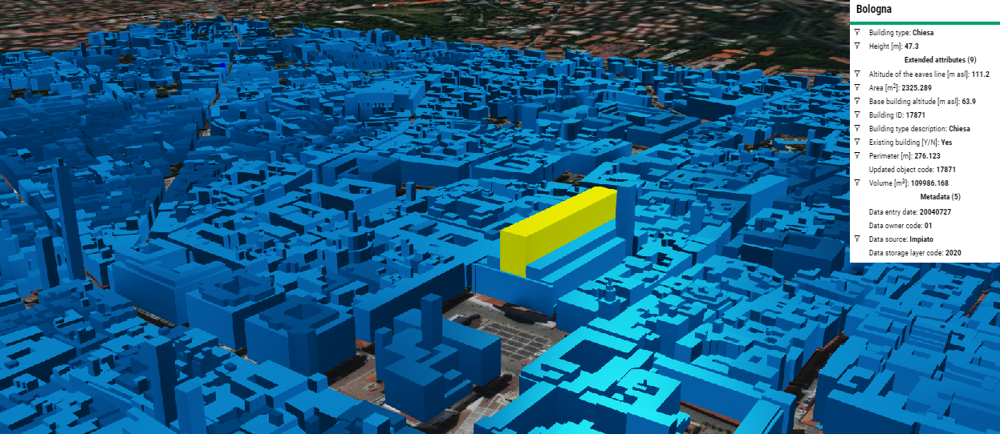 Bologna
Building type: Chiesa
Height [m]: 47.3
Extended attributes (9)
Altitude of the eaves line [m asl]: 111.2
Area [m²]: 2325.289
Base building altitude [m asl]: 63.9
Building ID: 17871
Building type description: Chiesa
Existing building [Y/N]: Yes
Perimeter [m]: 276.123
Updated object code: 17871
Volume [m³]: 109986.168
Metadata (5)
Data entry date: 20040727
Data owner code: 01
Data source: Impiato
Data storage layer code: 2020